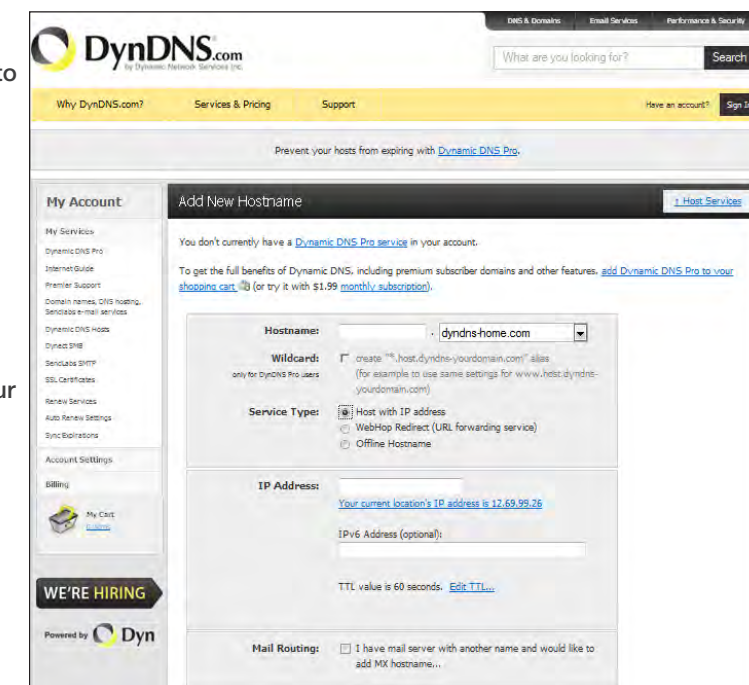 to
ur
DNS & Domains Email Services Performance & Security
DynDNS.com
by Dynamic Network Services Inc.
What are you looking for? Search
Why DynDNS.com? Services & Pricing Support Have an account? Sign In
Prevent your hosts from expiring with Dynamic DNS Pro.
My Account
My Services
Dynamic DNS Pro
Internet Guide
Premier Support
Domain names, DNS hosting,
Sendlabs e-mail services
Dynamic DNS Hosts
Dynect SMB
SendLabs SMTP
SSL Certificates
Renew Services
Auto Renew Settings
Sync Expirations
Account Settings
Billing
My Cart
WE'RE HIRING
Powered by Dyn
Add New Hostname ↑ Host Services
You don't currently have a Dynamic DNS Pro service in your account.
To get the full benefits of Dynamic DNS, including premium subscriber domains and other features, add Dynamic DNS Pro to your
shopping cart (or try it with $1.99 monthly subscription).
Hostname: . dyndns-home.com
Wildcard: create "*.host.dyndns-yourdomain.com" alias
only for DynDNS Pro users (for example to use same settings for www.host.dyndns-
yourdomain.com)
Service Type: Host with IP address
WebHop Redirect (URL forwarding service)
Offline Hostname
IP Address:
Your current location's IP address is 12.69.99.26
IPv6 Address (optional):
TTL value is 60 seconds. Edit TTL...
Mail Routing: I have mail server with another name and would like to
add MX hostname...